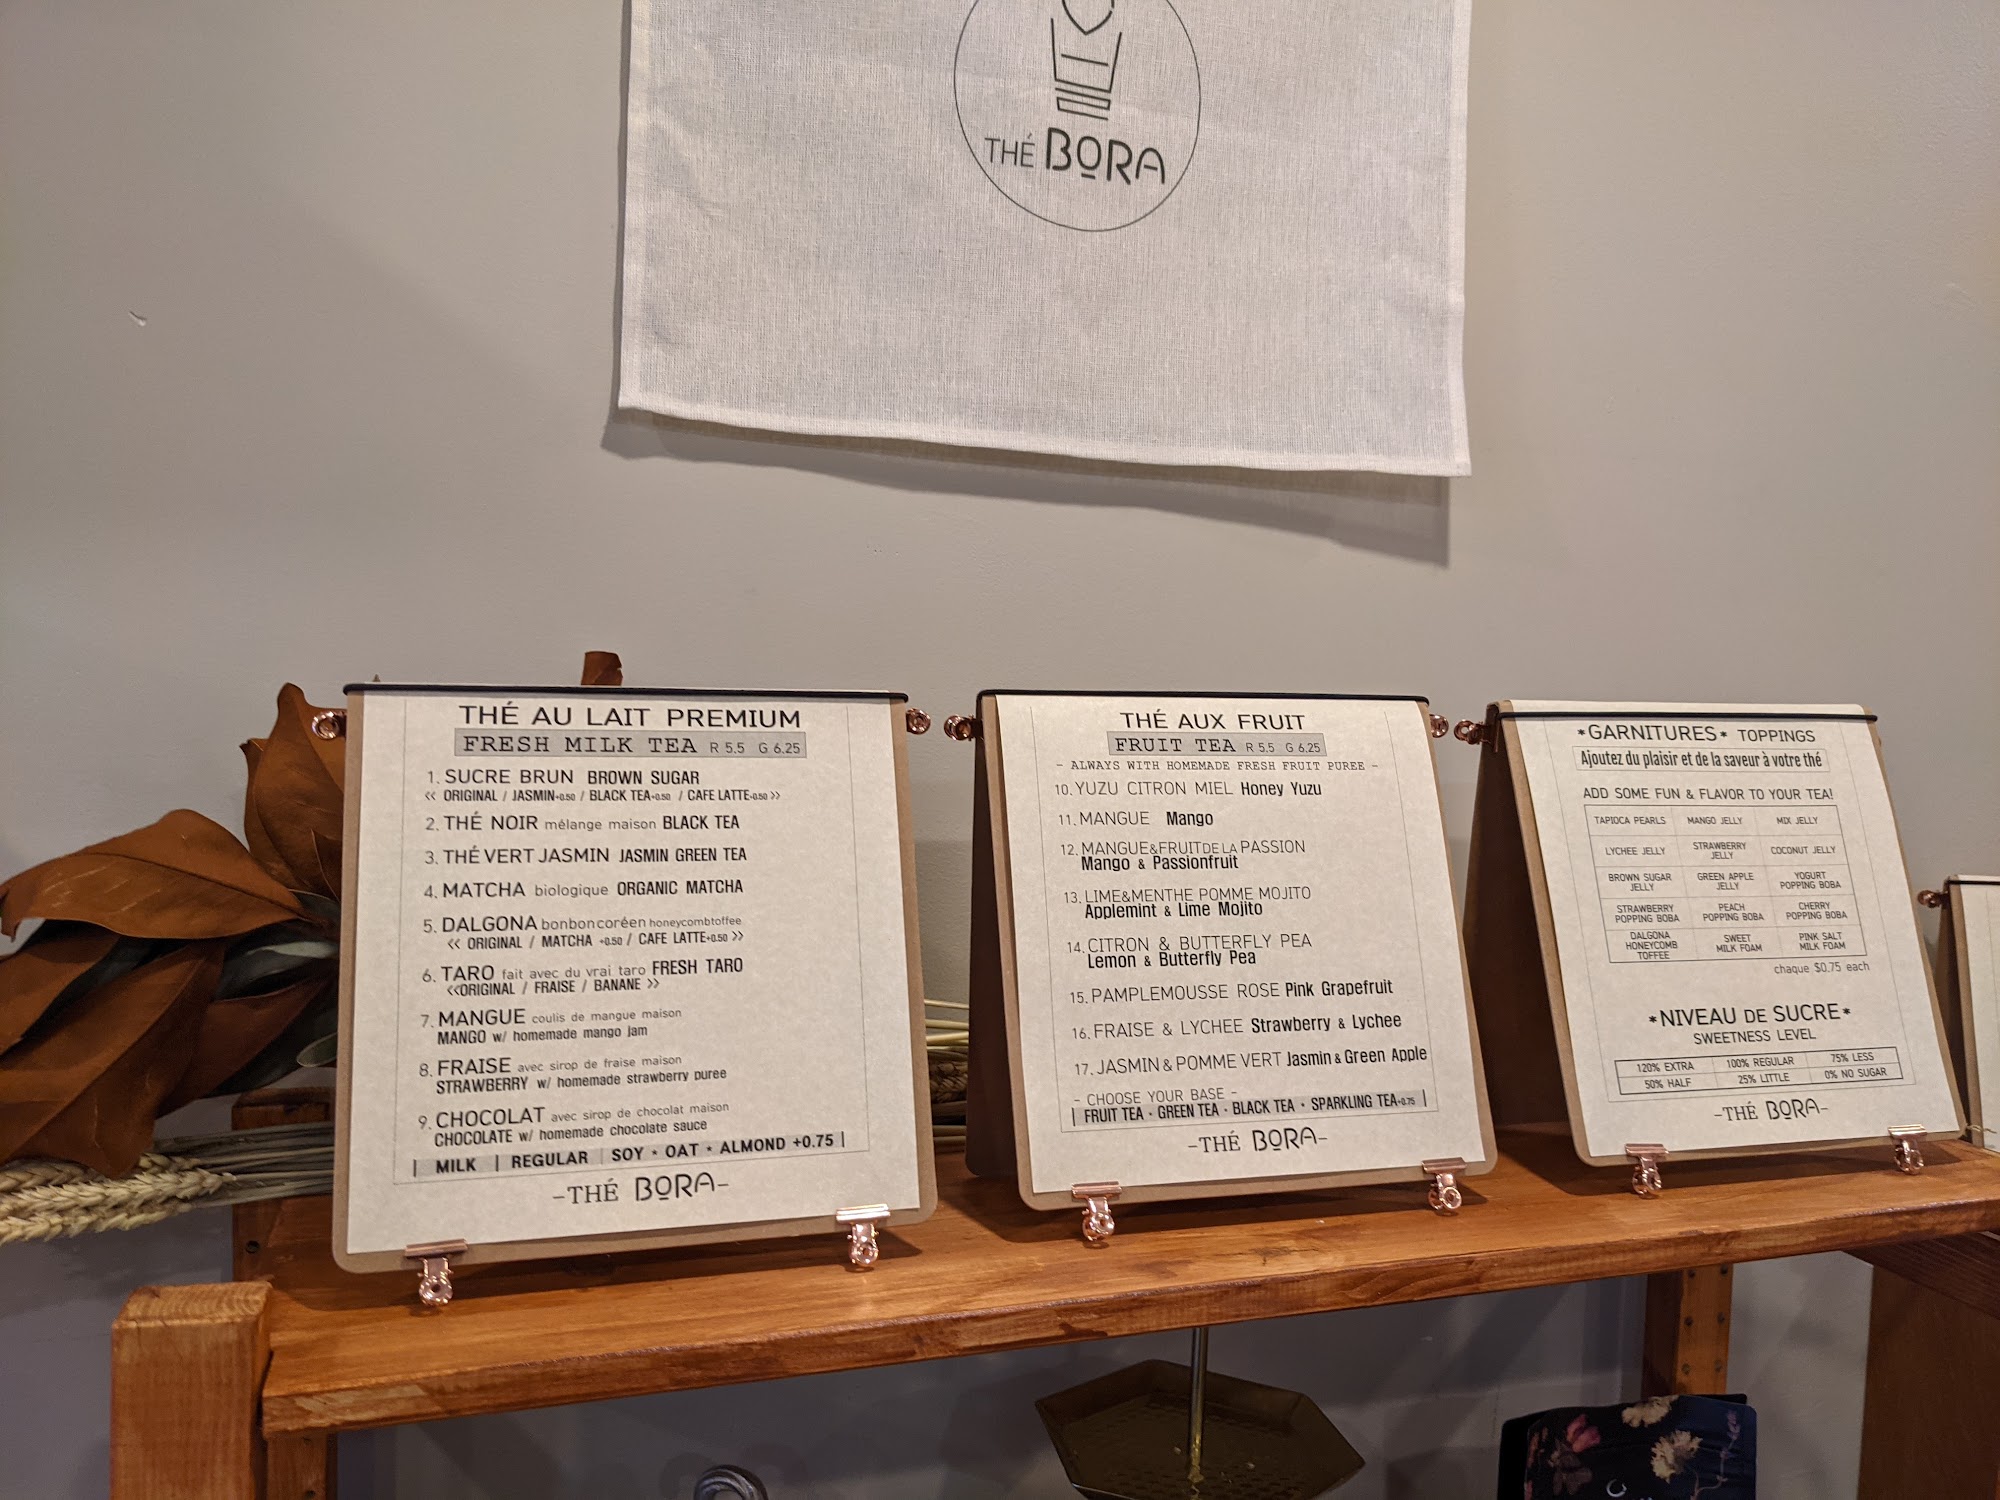 THÉ BORA
THÉ AU LAIT PREMIUM
FRESH MILK TEA R 5.5 G 6.25
1. SUCRE BRUN BROWN SUGAR
<< ORIGINAL / JASMIN+0.50 / BLACK TEA+0.50 / CAFE LATTE+0.50 >>
2. THÉ NOIR mélange maison BLACK TEA
3. THÉ VERT JASMIN JASMIN GREEN TEA
4. MATCHA biologique ORGANIC MATCHA
5. DALGONA bonbon coréen honeycomb toffee
<< ORIGINAL / MATCHA +0.50 / CAFE LATTE+0.50 >>
6. TARO fait avec du vrai taro FRESH TARO
<<ORIGINAL / FRAISE / BANANE >>
7. MANGUE coulis de mangue maison
MANGO w/ homemade mango jam
8. FRAISE avec sirop de fraise maison
STRAWBERRY w/ homemade strawberry puree
9. CHOCOLAT avec sirop de chocolat maison
CHOCOLATE w/ homemade chocolate sauce
| MILK | REGULAR | SOY • OAT • ALMOND +0.75 |
-THÉ BORA-
THÉ AUX FRUIT
FRUIT TEA R 5.5 G 6.25
- ALWAYS WITH HOMEMADE FRESH FRUIT PUREE -
10. YUZU CITRON MIEL Honey Yuzu
11. MANGUE Mango
12. MANGUE&FRUIT DE LA PASSION
Mango & Passionfruit
13. LIME&MENTHE POMME MOJITO
Applemint & Lime Mojito
14. CITRON & BUTTERFLY PEA
Lemon & Butterfly Pea
15. PAMPLEMOUSSE ROSE Pink Grapefruit
16. FRAISE & LYCHEE Strawberry & Lychee
17. JASMIN & POMME VERT Jasmin & Green Apple
- CHOOSE YOUR BASE -
| FRUIT TEA • GREEN TEA • BLACK TEA • SPARKLING TEA+0.75 |
-THÉ BORA-
*GARNITURES* TOPPINGS
Ajoutez du plaisir et de la saveur à votre thé
ADD SOME FUN & FLAVOR TO YOUR TEA!
TAPIOCA PEARLS MANGO JELLY MIX JELLY
LYCHEE JELLY STRAWBERRY JELLY COCONUT JELLY
BROWN SUGAR JELLY GREEN APPLE JELLY YOGURT POPPING BOBA
STRAWBERRY POPPING BOBA PEACH POPPING BOBA CHERRY POPPING BOBA
DALGONA HONEYCOMB TOFFEE SWEET MILK FOAM PINK SALT MILK FOAM
chaque $0.75 each
*NIVEAU DE SUCRE*
SWEETNESS LEVEL
120% EXTRA 100% REGULAR 75% LESS
50% HALF 25% LITTLE 0% NO SUGAR
-THÉ BORA-